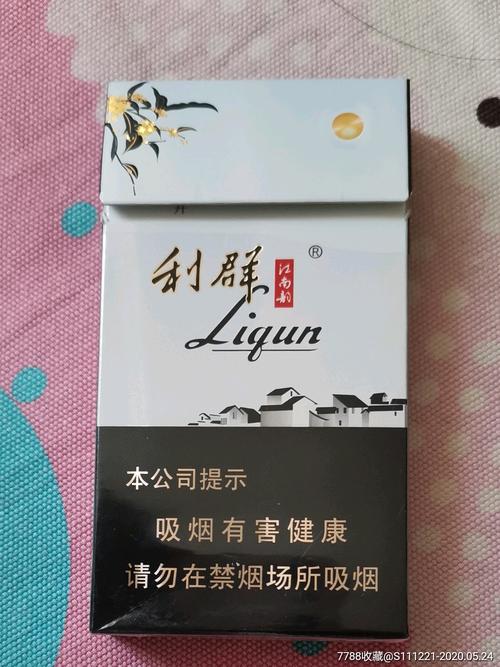 利群 江南韵 ®
Liqun
本公司提示
吸烟有害健康
请勿在禁烟场所吸烟
7788收藏@S111221-2020.05.24